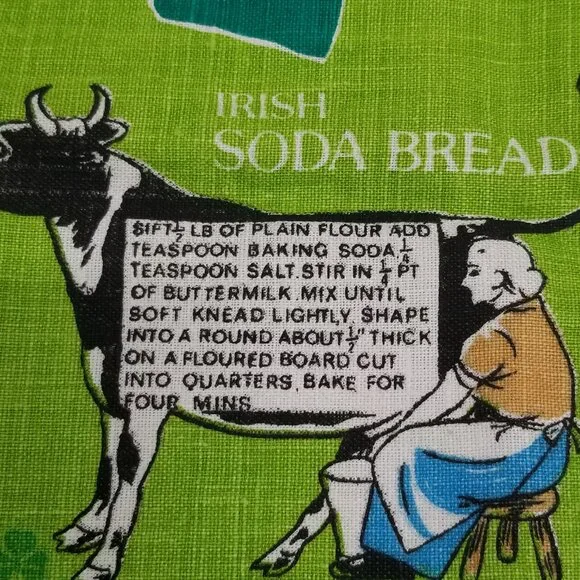 IRISH
SODA BREAD
SIFT ½ LB OF PLAIN FLOUR ADD
TEASPOON BAKING SODA ¼
TEASPOON SALT. STIR IN ¼ PT
OF BUTTERMILK MIX UNTIL
SOFT KNEAD LIGHTLY. SHAPE
INTO A ROUND ABOUT ½" THICK
ON A FLOURED BOARD CUT
INTO QUARTERS, BAKE FOR
FOUR MINS